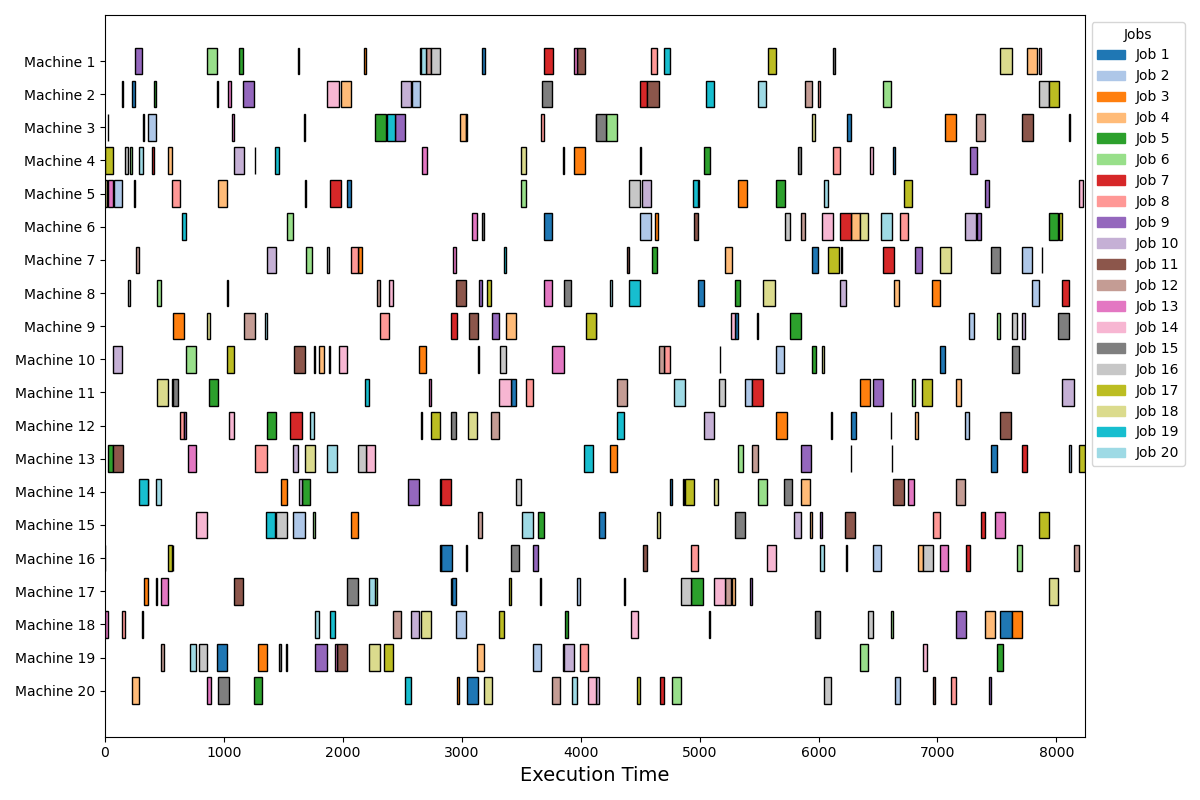 Machine 1
Machine 2
Machine 3
Machine 4
Machine 5
Machine 6
Machine 7
Machine 8
Machine 9
Machine 10
Machine 11
Machine 12
Machine 13
Machine 14
Machine 15
Machine 16
Machine 17
Machine 18
Machine 19
Machine 20
0 1000 2000 3000 4000 5000 6000 7000 8000
Execution Time
Jobs
Job 1
Job 2
Job 3
Job 4
Job 5
Job 6
Job 7
Job 8
Job 9
Job 10
Job 11
Job 12
Job 13
Job 14
Job 15
Job 16
Job 17
Job 18
Job 19
Job 20